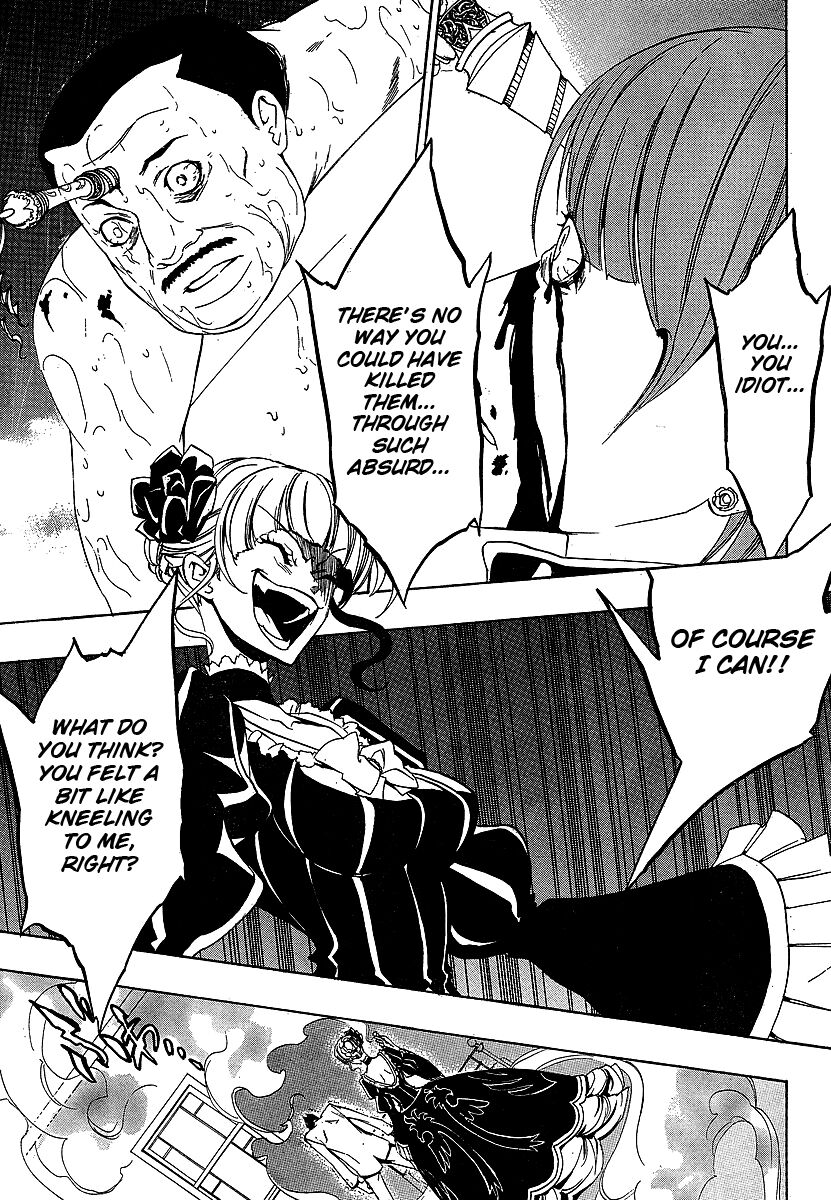 YOU...
YOU
IDIOT...
THERE'S NO
WAY YOU
COULD HAVE
KILLED
THEM...
THROUGH
SUCH
ABSURD...
OF COURSE
I CAN!!
WHAT DO
YOU THINK?
YOU FELT A
BIT LIKE
KNEELING
TO ME,
RIGHT?